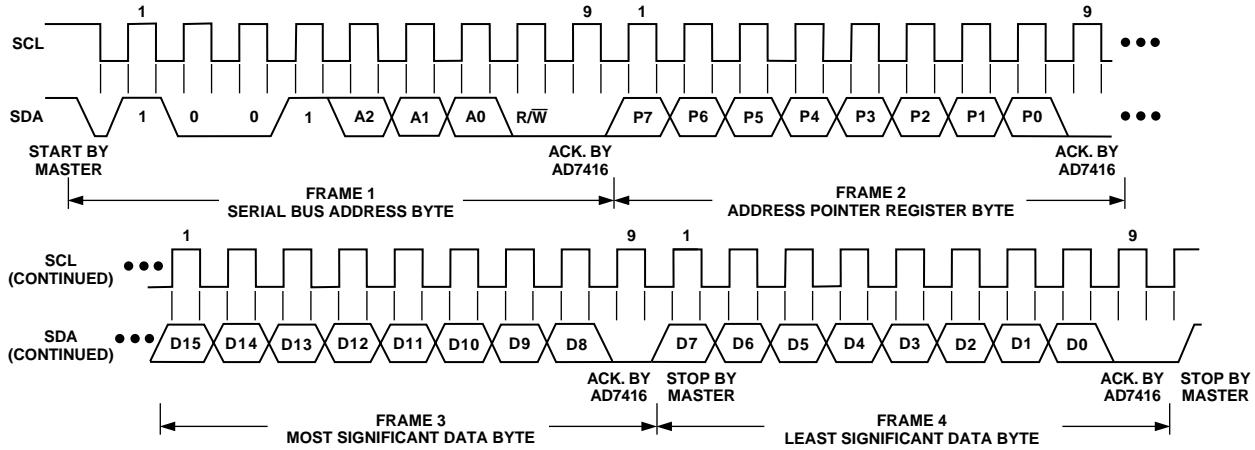 1 9 1 9
SCL
SDA 1 0 0 1 A2 A1 A0 R/W̅ P7 P6 P5 P4 P3 P2 P1 P0
START BY MASTER
ACK. BY AD7416
ACK. BY AD7416
FRAME 1
SERIAL BUS ADDRESS BYTE
FRAME 2
ADDRESS POINTER REGISTER BYTE
1 9 1 9
SCL
(CONTINUED)
SDA
(CONTINUED)
D15 D14 D13 D12 D11 D10 D9 D8 D7 D6 D5 D4 D3 D2 D1 D0
ACK. BY AD7416
STOP BY MASTER
ACK. BY AD7416
STOP BY MASTER
FRAME 3
MOST SIGNIFICANT DATA BYTE
FRAME 4
LEAST SIGNIFICANT DATA BYTE